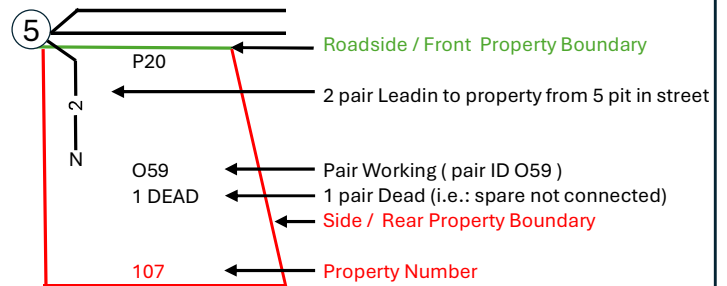 5
Roadside / Front Property Boundary
P20
2
2 pair Leadin to property from 5 pit in street
N
O59
Pair Working ( pair ID O59 )
1 DEAD
1 pair Dead (i.e.: spare not connected)
Side / Rear Property Boundary
107
Property Number